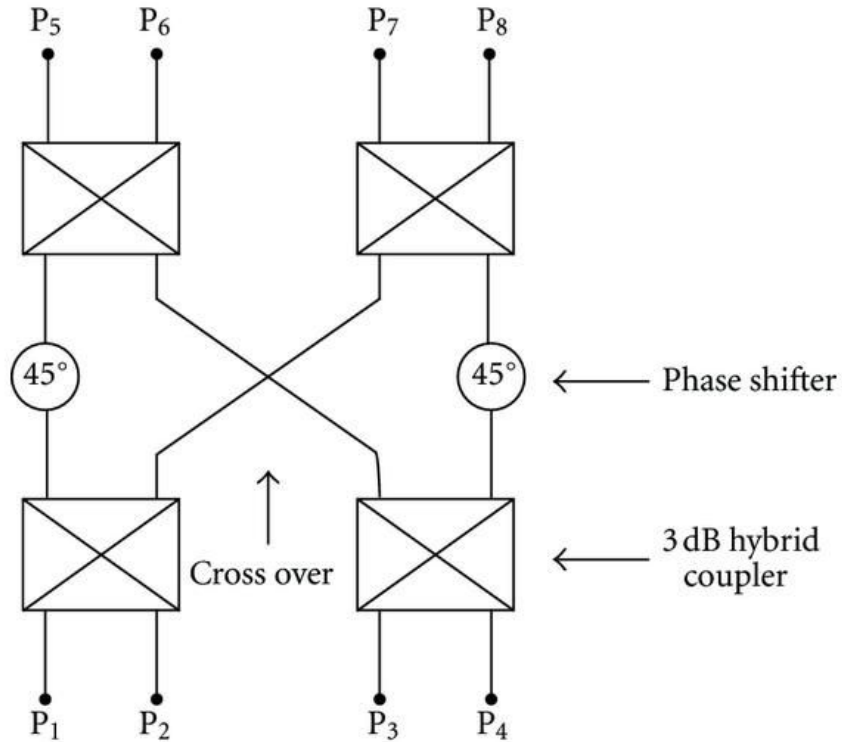 P₅ P₆ P₇ P₈
45° 45° Phase shifter
Cross over
3 dB hybrid
coupler
P₁ P₂ P₃ P₄